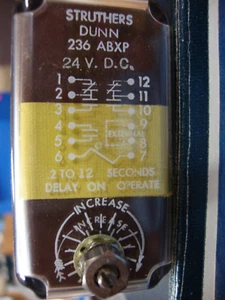 STRUTHERS
DUNN
236 ABXP
24 V. D.C.
1 12
2 11
3 10
4 9
5 8
6 7
2 TO 12 SECONDS
DELAY ON OPERATE
INCREASE
INCREASE